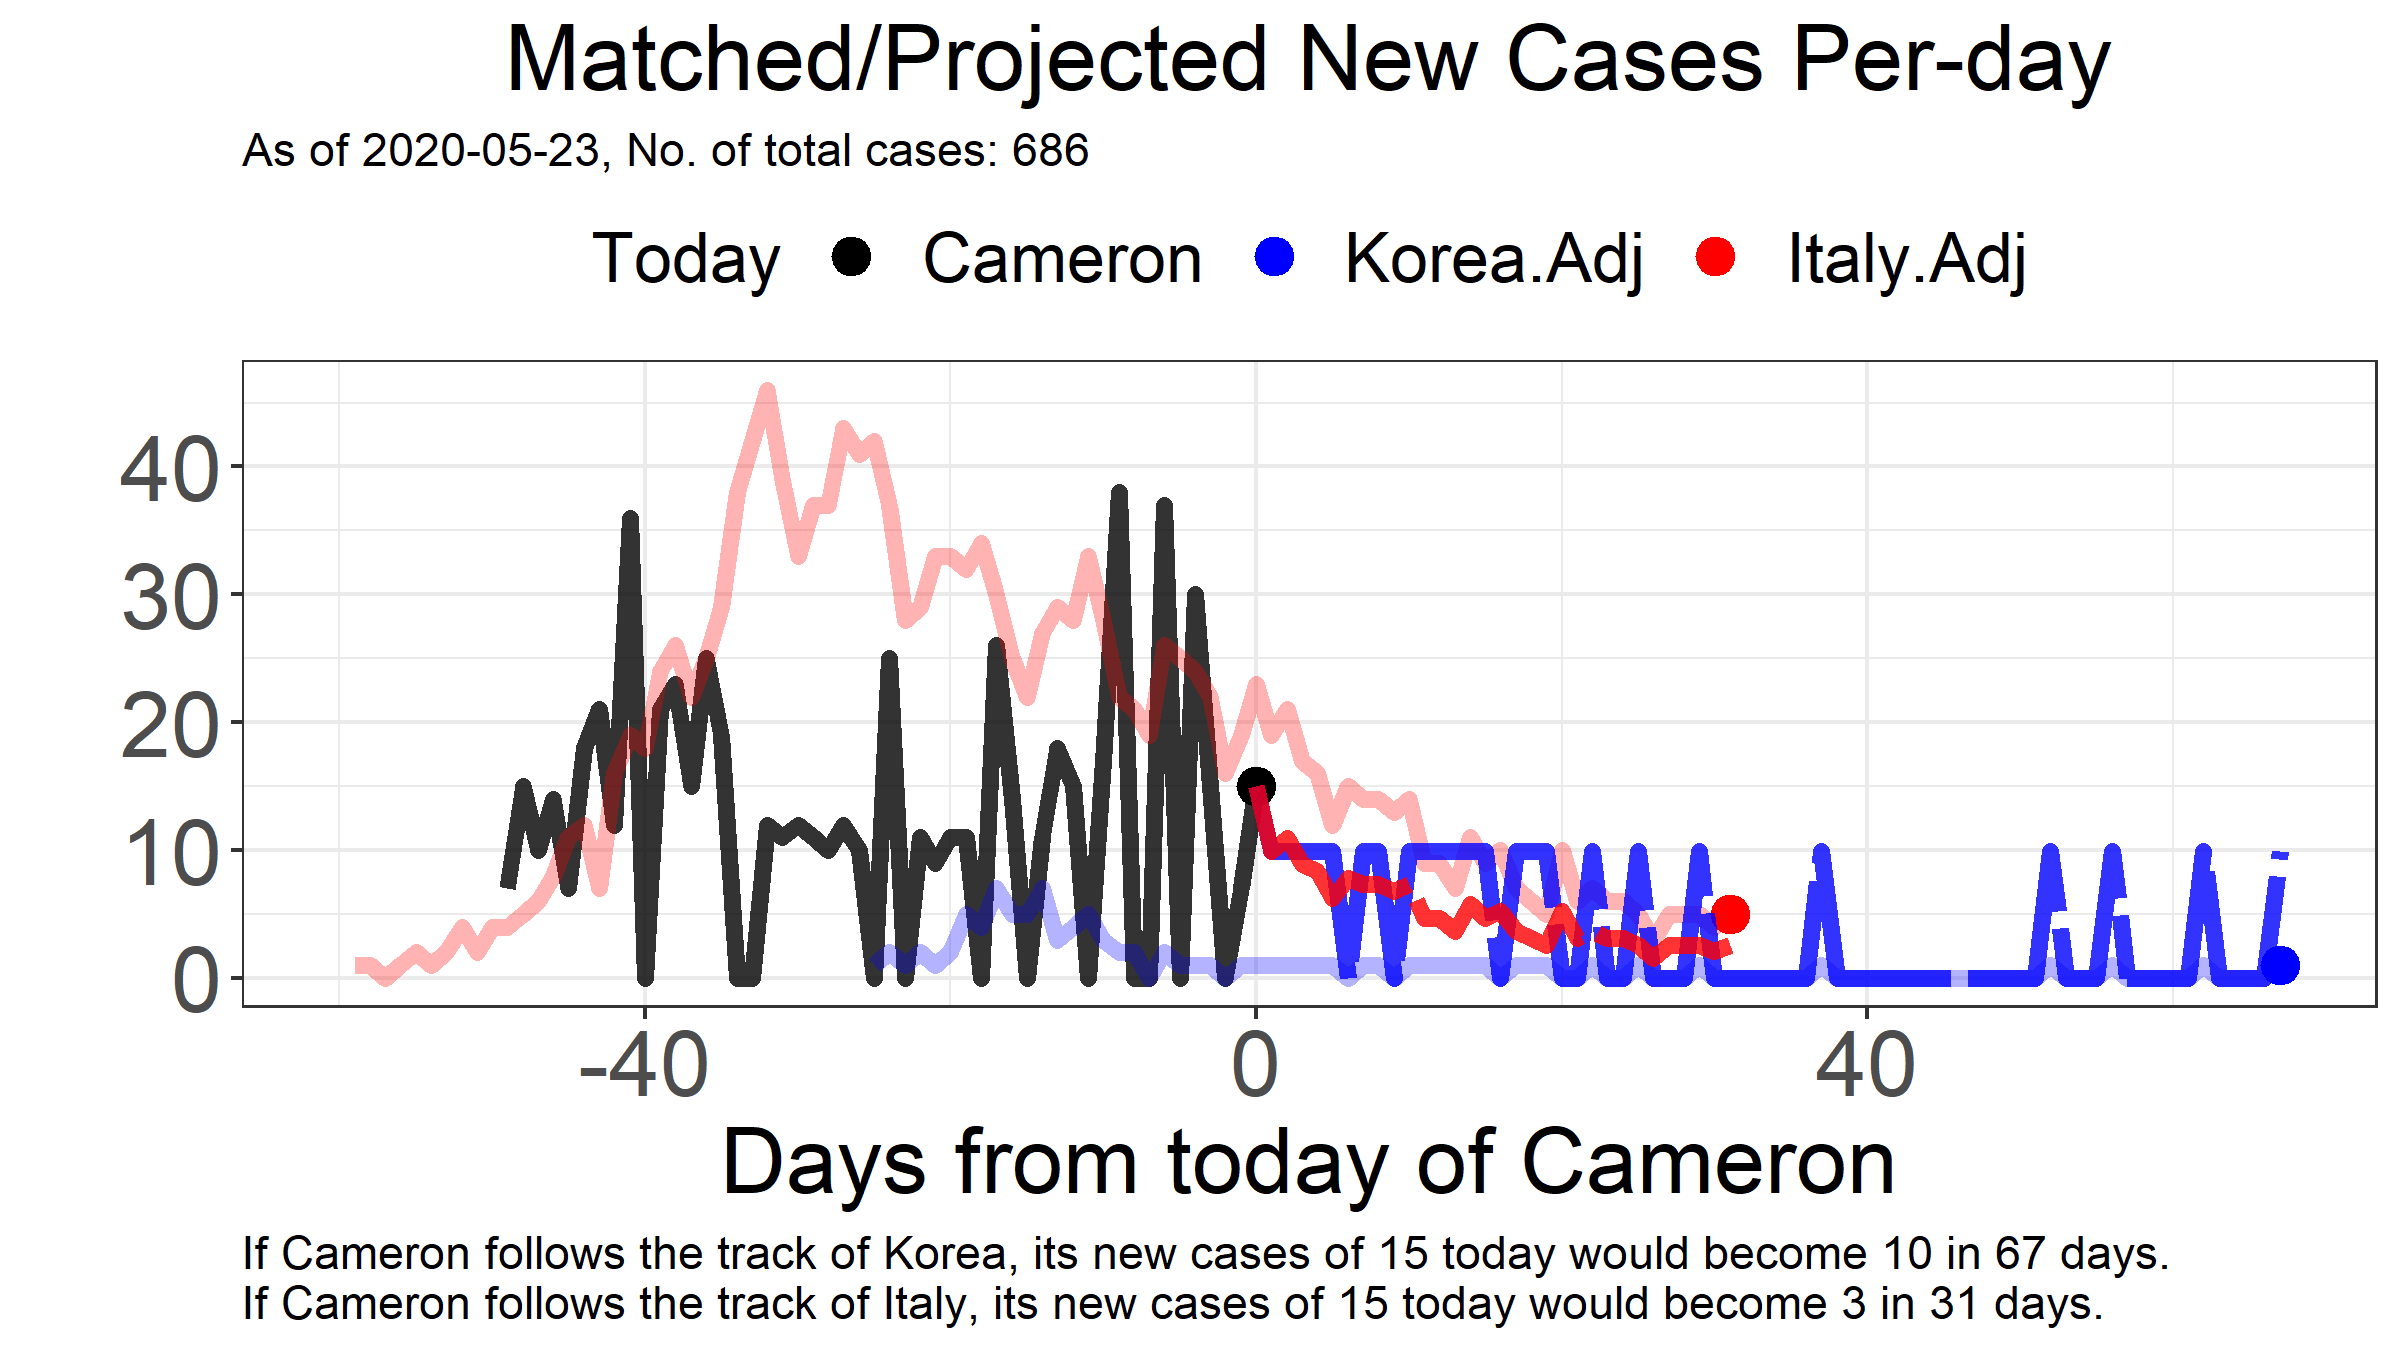 Matched/Projected New Cases Per-day
As of 2020-05-23, No. of total cases: 686
Today Cameron Korea.Adj Italy.Adj
40
30
20
10
0
-40 0 40
Days from today of Cameron
If Cameron follows the track of Korea, its new cases of 15 today would become 10 in 67 days.
If Cameron follows the track of Italy, its new cases of 15 today would become 3 in 31 days.